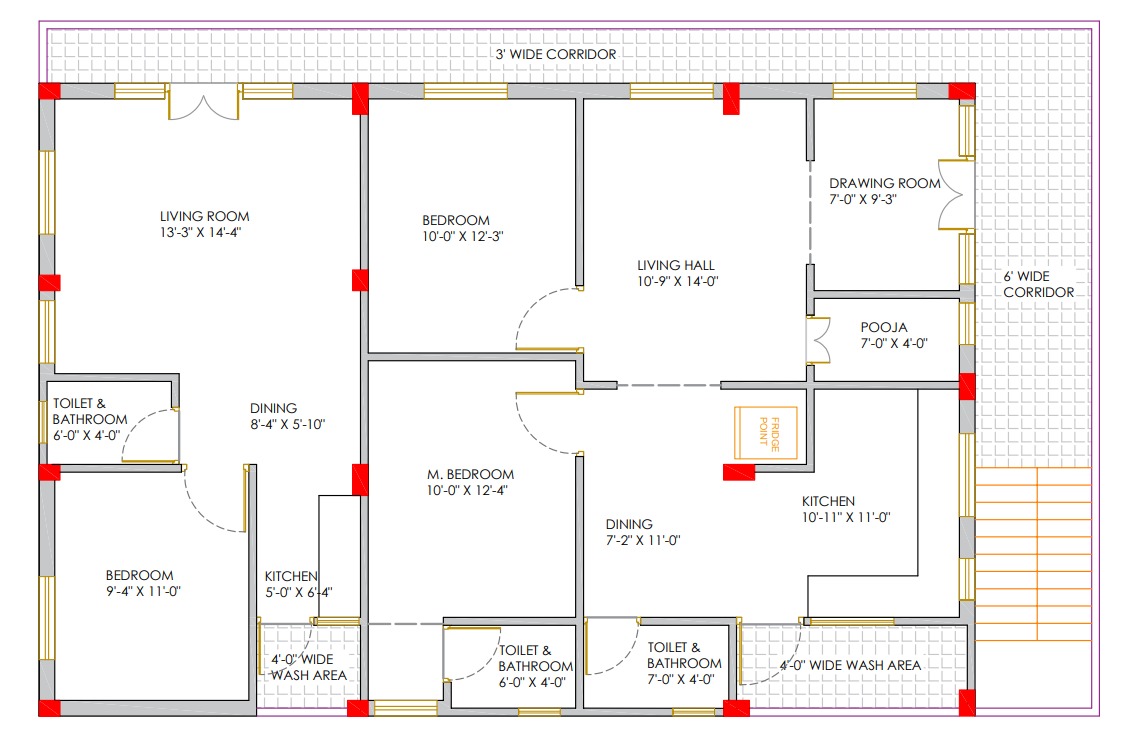 3' WIDE CORRIDOR
DRAWING ROOM
7'-0" X 9'-3"
LIVING ROOM
13'-3" X 14'-4"
BEDROOM
10'-0" X 12'-3"
LIVING HALL
10'-9" X 14'-0"
6' WIDE
CORRIDOR
POOJA
7'-0" X 4'-0"
TOILET &
BATHROOM
6'-0" X 4'-0"
DINING
8'-4" X 5'-10"
FRIDGE
POINT
M. BEDROOM
10'-0" X 12'-4"
KITCHEN
10'-11" X 11'-0"
DINING
7'-2" X 11'-0"
BEDROOM
9'-4" X 11'-0"
KITCHEN
5'-0" X 6'-4"
4'-0" WIDE
WASH AREA
TOILET &
BATHROOM
6'-0" X 4'-0"
TOILET &
BATHROOM
7'-0" X 4'-0"
4'-0" WIDE WASH AREA